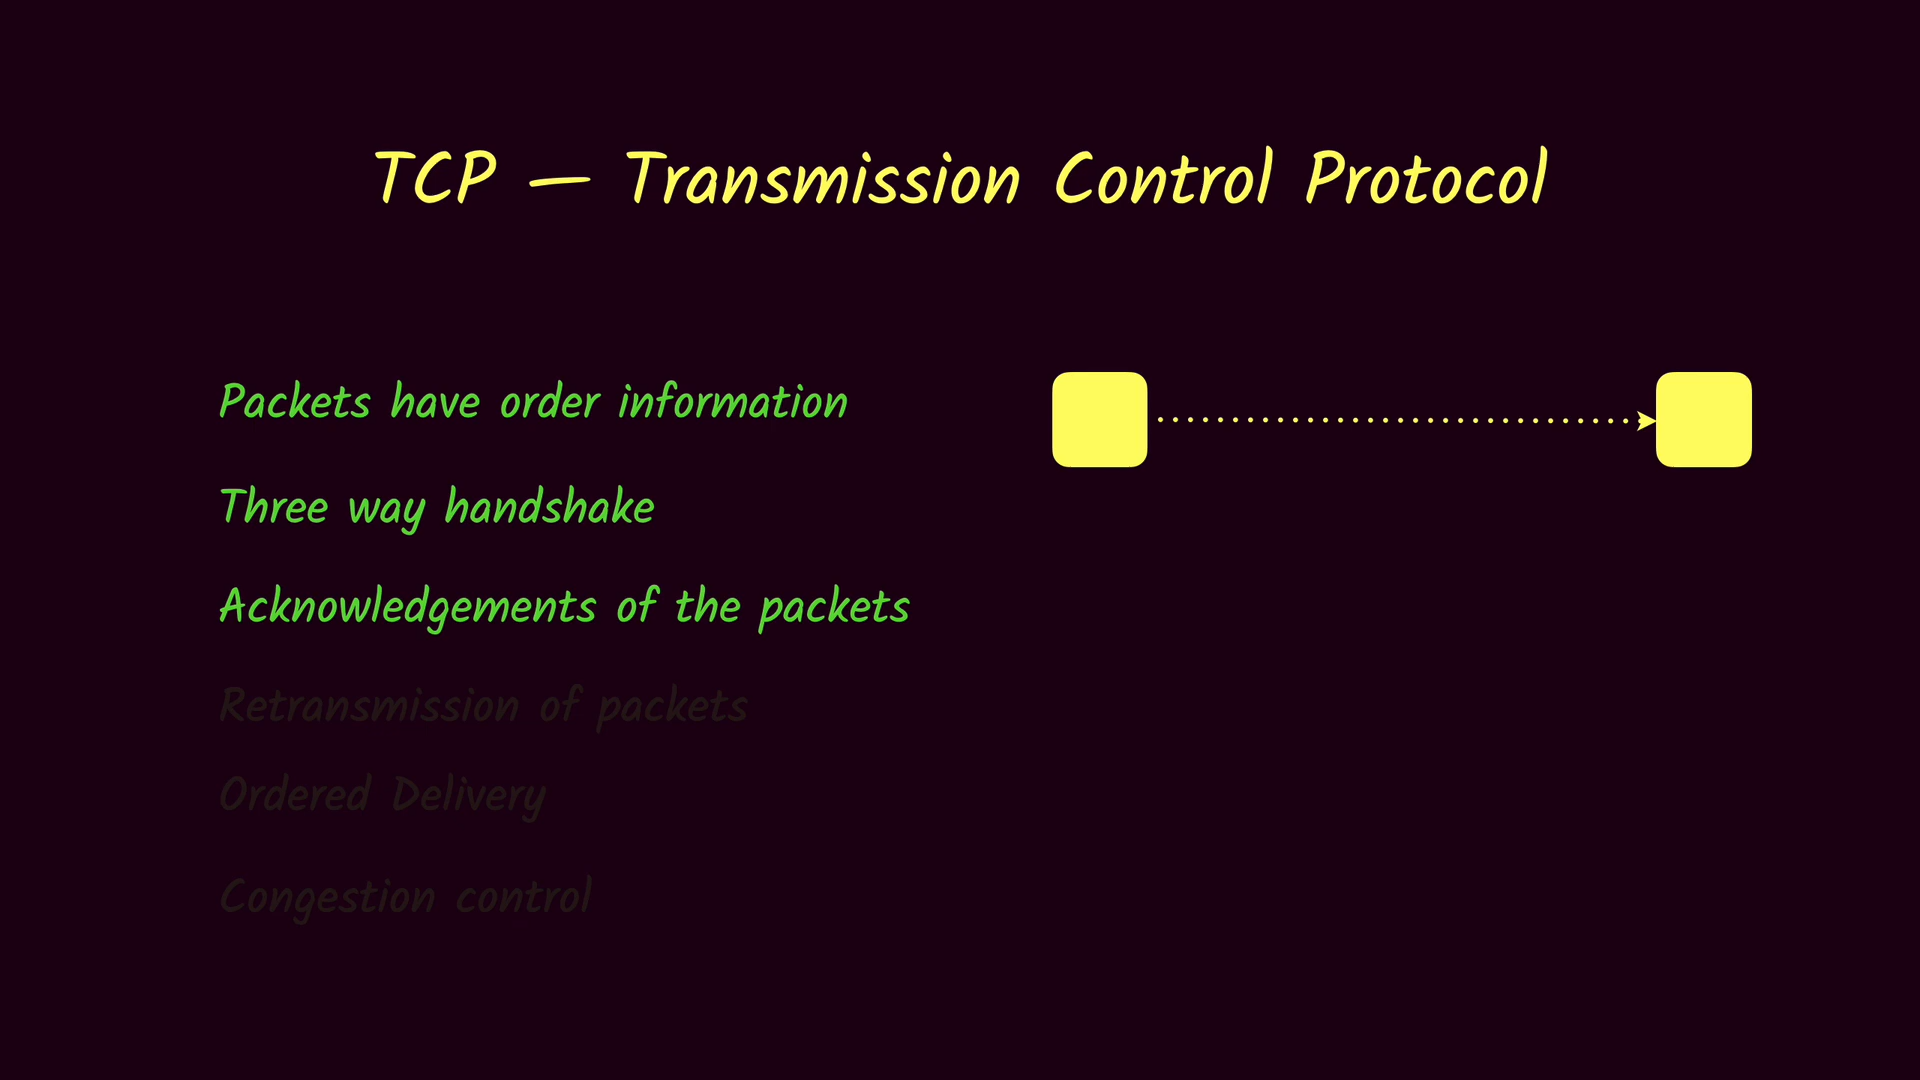 TCP — Transmission Control Protocol
Packets have order information
Three way handshake
Acknowledgements of the packets
Retransmission of packets
Ordered Delivery
Congestion control